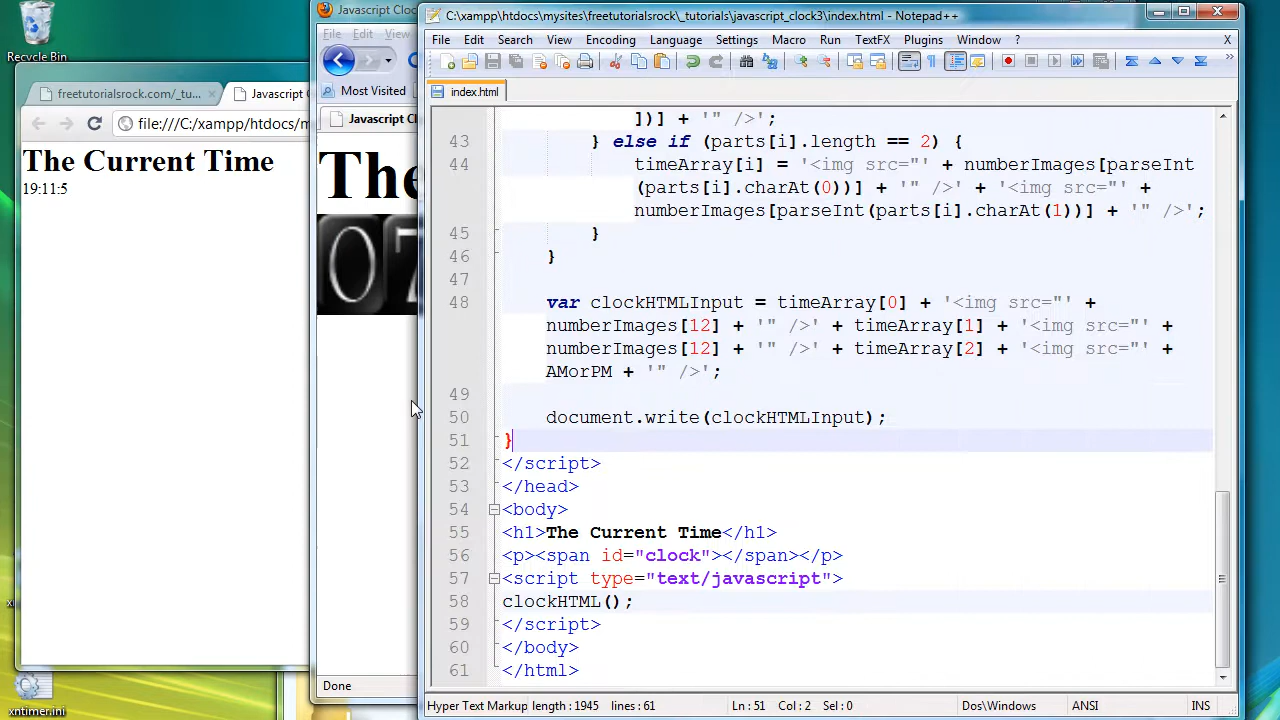 Recycle Bin
freetutorialsrock.com/_tu...
Javascript
file:///C:/xampp/htdocs/m
The Current Time
19:11:5
xntimer.ini
Javascript Cloc
File Edit View
Most Visited
Javascript Cl
The
07
Done
C:\xampp\htdocs\mysites\freetutorialsrock\_tutorials\javascript_clock3\index.html - Notepad++
File Edit Search View Encoding Language Settings Macro Run TextFX Plugins Window ? X
index.html
])] + '" />';
43 } else if (parts[i].length == 2) {
44 timeArray[i] = '<img src="' + numberImages[parseInt
(parts[i].charAt(0))] + '" />' + '<img src="' +
numberImages[parseInt(parts[i].charAt(1))] + '" />';
45 }
46 }
47
48 var clockHTMLInput = timeArray[0] + '<img src="' +
numberImages[12] + '" />' + timeArray[1] + '<img src="' +
numberImages[12] + '" />' + timeArray[2] + '<img src="' +
AMorPM + '" />';
49
50 document.write(clockHTMLInput);
51 }
52 </script>
53 </head>
54 <body>
55 <h1>The Current Time</h1>
56 <p><span id="clock"></span></p>
57 <script type="text/javascript">
58 clockHTML();
59 </script>
60 </body>
61 </html>
Hyper Text Markup length : 1945 lines : 61 Ln : 51 Col : 2 Sel : 0 Dos\Windows ANSI INS